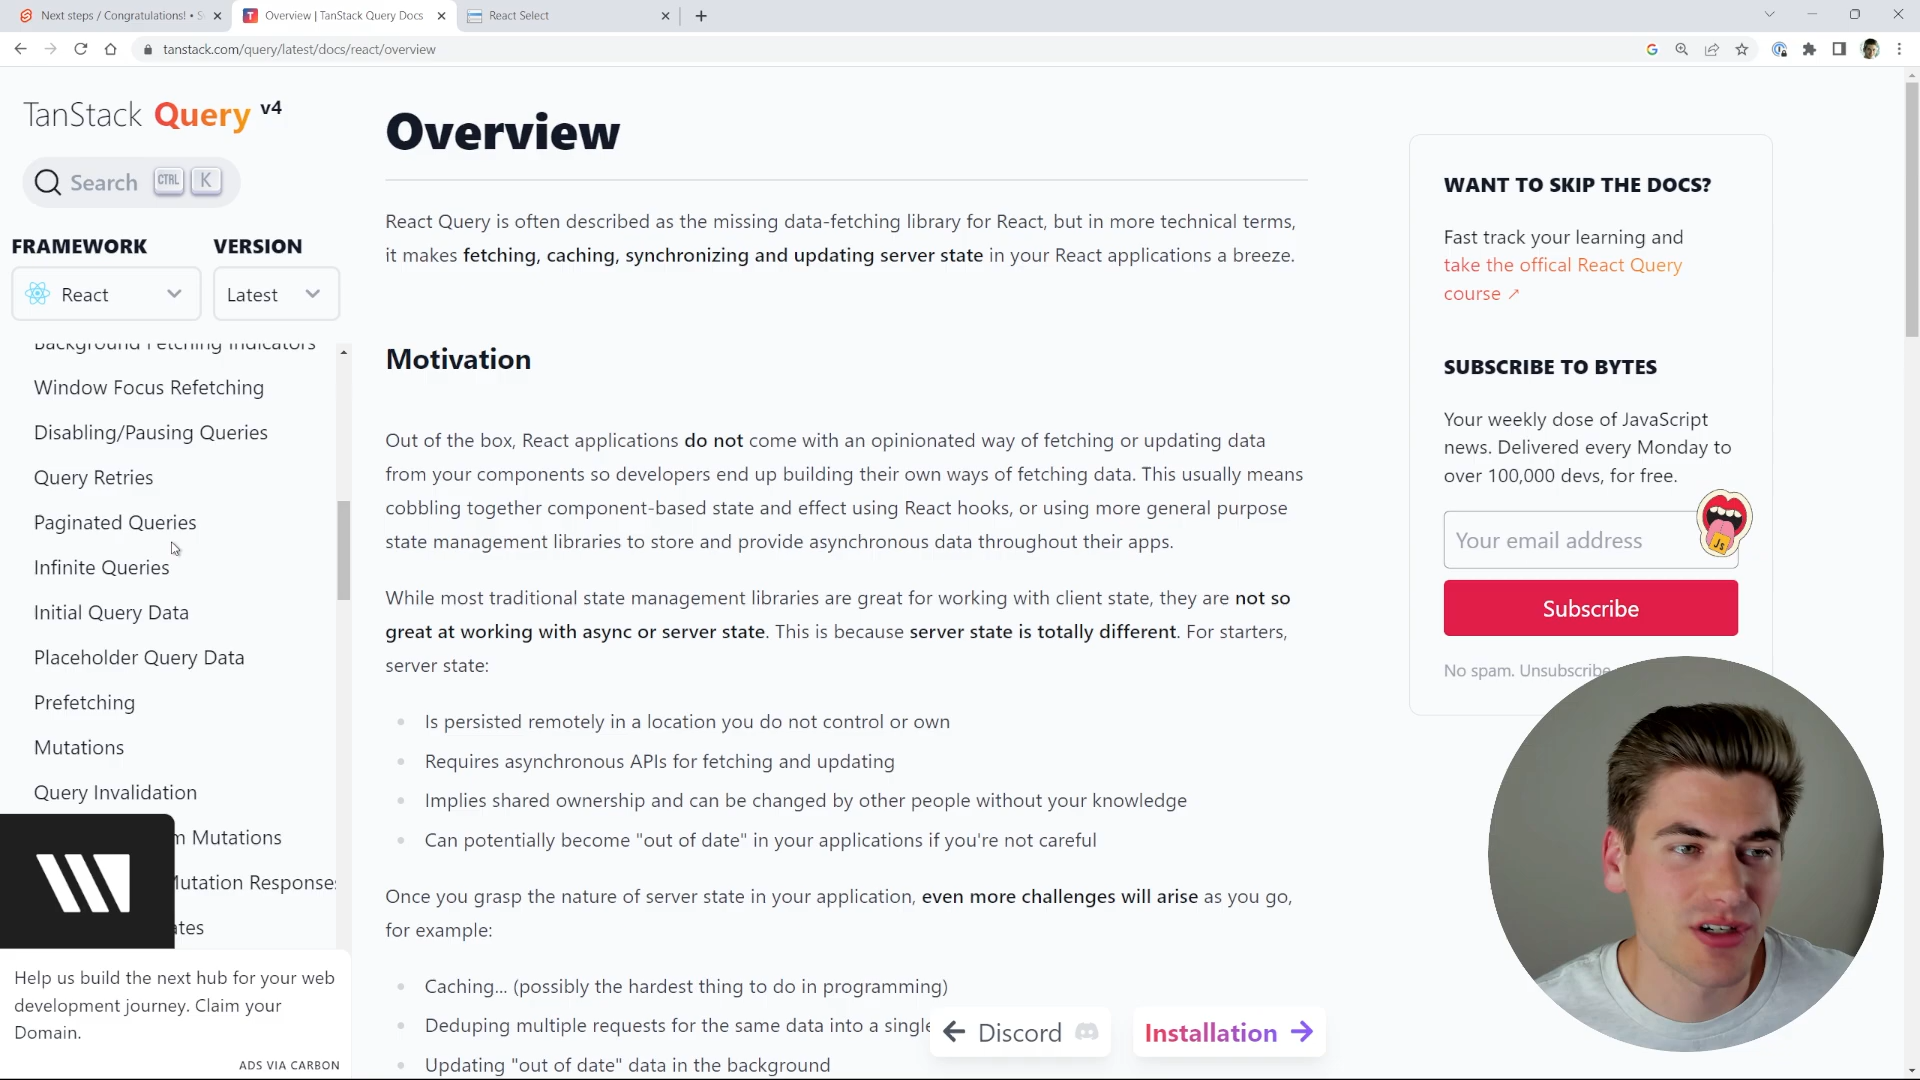 Next steps / Congratulations! •
Overview | TanStack Query Docs
React Select
tanstack.com/query/latest/docs/react/overview
TanStack Query v4
Search CTRL K
FRAMEWORK
VERSION
React
Latest
Background Fetching Indicators
Window Focus Refetching
Disabling/Pausing Queries
Query Retries
Paginated Queries
Infinite Queries
Initial Query Data
Placeholder Query Data
Prefetching
Mutations
Query Invalidation
m Mutations
Mutation Responses
ates
Help us build the next hub for your web
development journey. Claim your
Domain.
ADS VIA CARBON
Overview
React Query is often described as the missing data-fetching library for React, but in more technical terms,
it makes fetching, caching, synchronizing and updating server state in your React applications a breeze.
Motivation
Out of the box, React applications do not come with an opinionated way of fetching or updating data
from your components so developers end up building their own ways of fetching data. This usually means
cobbling together component-based state and effect using React hooks, or using more general purpose
state management libraries to store and provide asynchronous data throughout their apps.
While most traditional state management libraries are great for working with client state, they are not so
great at working with async or server state. This is because server state is totally different. For starters,
server state:
• Is persisted remotely in a location you do not control or own
• Requires asynchronous APIs for fetching and updating
• Implies shared ownership and can be changed by other people without your knowledge
• Can potentially become "out of date" in your applications if you're not careful
Once you grasp the nature of server state in your application, even more challenges will arise as you go,
for example:
• Caching... (possibly the hardest thing to do in programming)
• Deduping multiple requests for the same data into a single
• Updating "out of date" data in the background
← Discord
Installation →
WANT TO SKIP THE DOCS?
Fast track your learning and
take the offical React Query
course ↗
SUBSCRIBE TO BYTES
Your weekly dose of JavaScript
news. Delivered every Monday to
over 100,000 devs, for free.
Your email address
JS
Subscribe
No spam. Unsubscribe